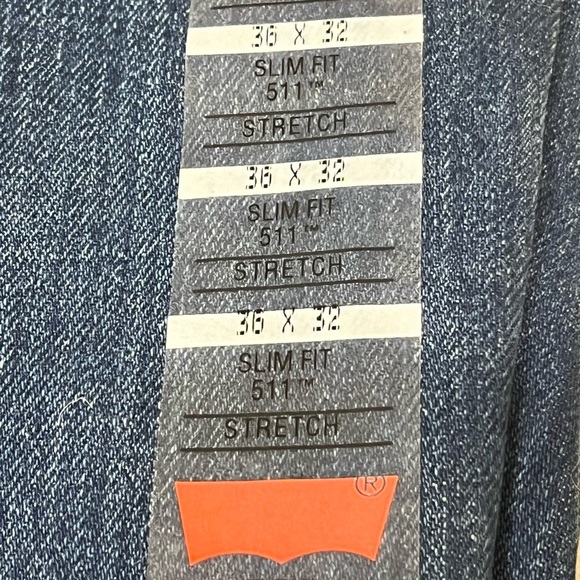 36 X 32
SLIM FIT
511™
STRETCH
36 X 32
SLIM FIT
511™
STRETCH
36 X 32
SLIM FIT
511™
STRETCH
®